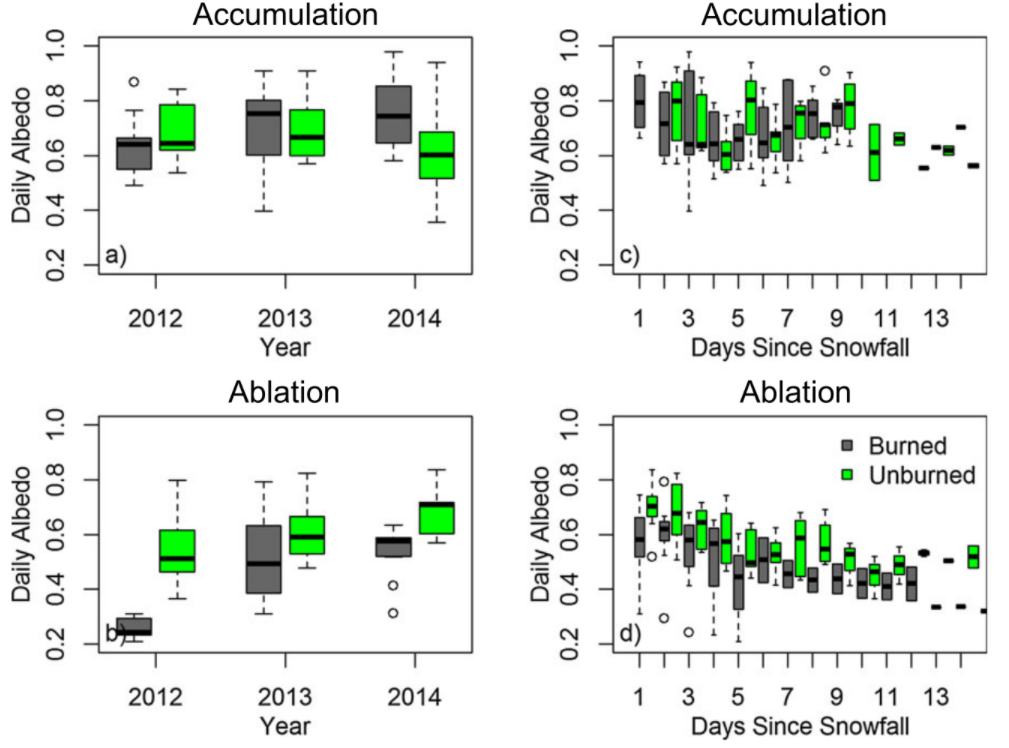 Accumulation
Daily Albedo
1.0
0.8
0.6
0.4
0.2
a)
2012 2013 2014
Year
Accumulation
Daily Albedo
1.0
0.8
0.6
0.4
0.2
c)
1 3 5 7 9 11 13
Days Since Snowfall
Ablation
Daily Albedo
1.0
0.8
0.6
0.4
0.2
b)
2012 2013 2014
Year
Ablation
Daily Albedo
1.0
0.8
0.6
0.4
0.2
Burned
Unburned
d)
1 3 5 7 9 11 13
Days Since Snowfall